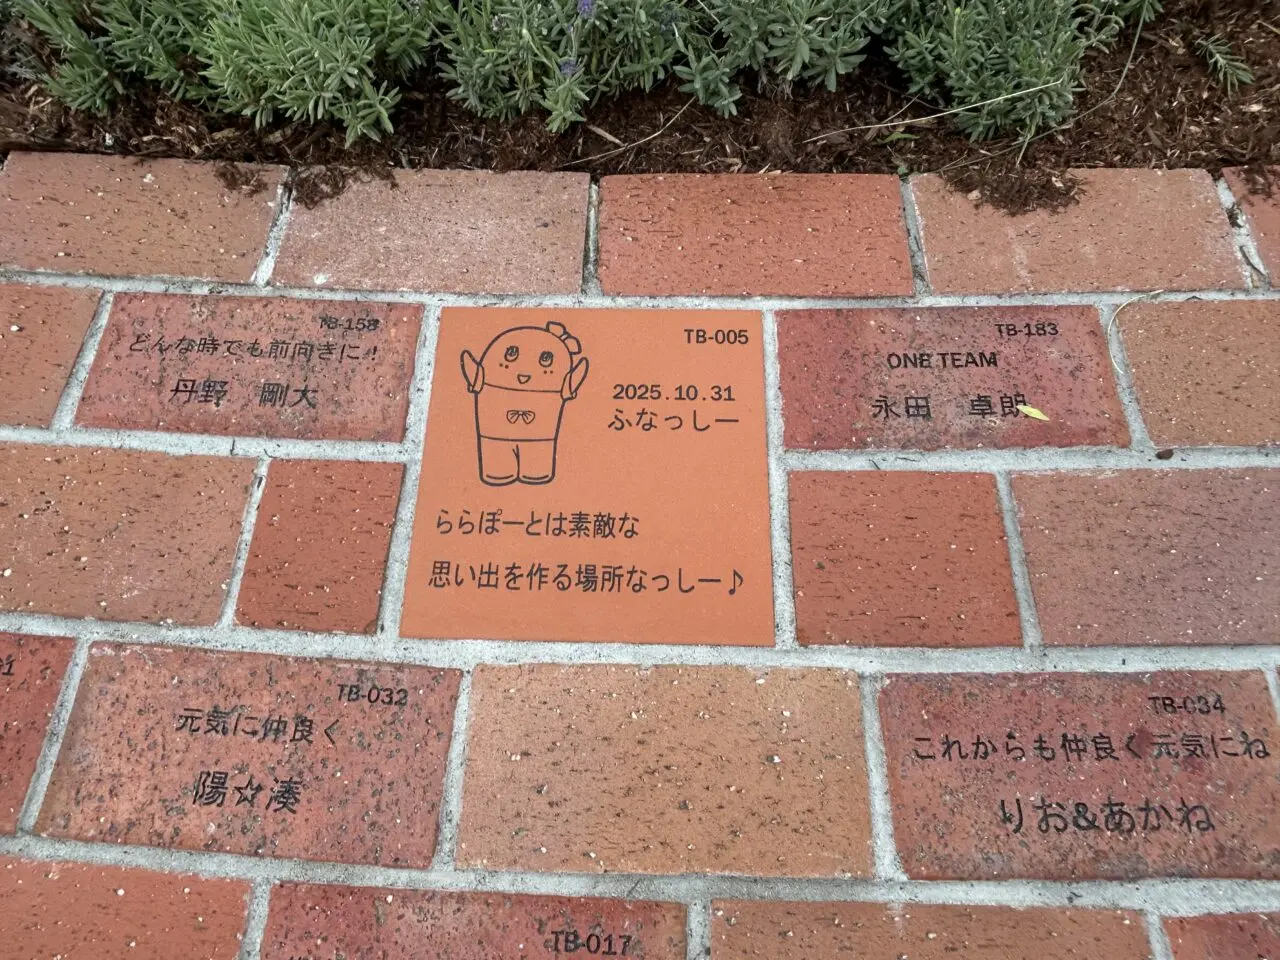 TB-158
どんな時でも前向きに！
丹野 剛大
TB-005
2025.10.31
ふなっしー
ららぽーとは素敵な
思い出を作る場所なっしー♪
TB-183
ONE TEAM
永田 卓朗
TB-032
元気に仲良く
陽☆湊
TB-034
これからも仲良く元気にね
りお&あかね
TB-017